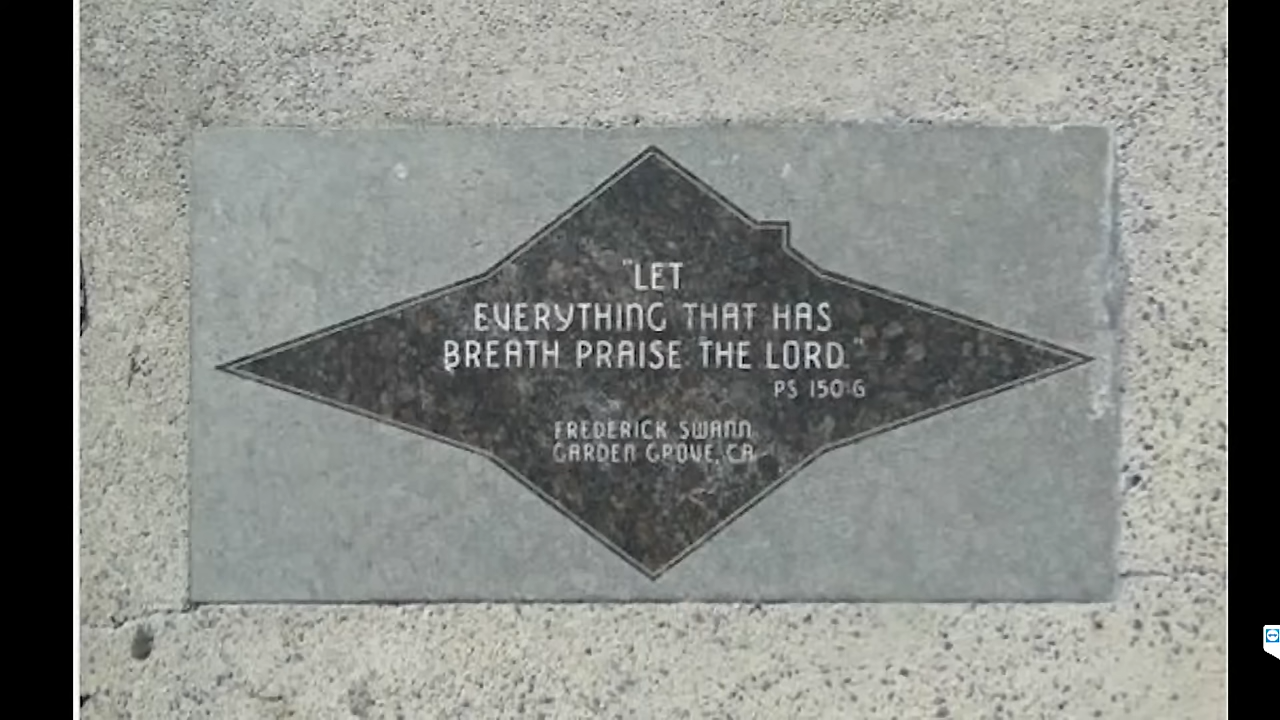 "LET
EVERYTHING THAT HAS
BREATH PRAISE THE LORD."
PS 150:6
FREDERICK SWANN
GARDEN GROVE, CA